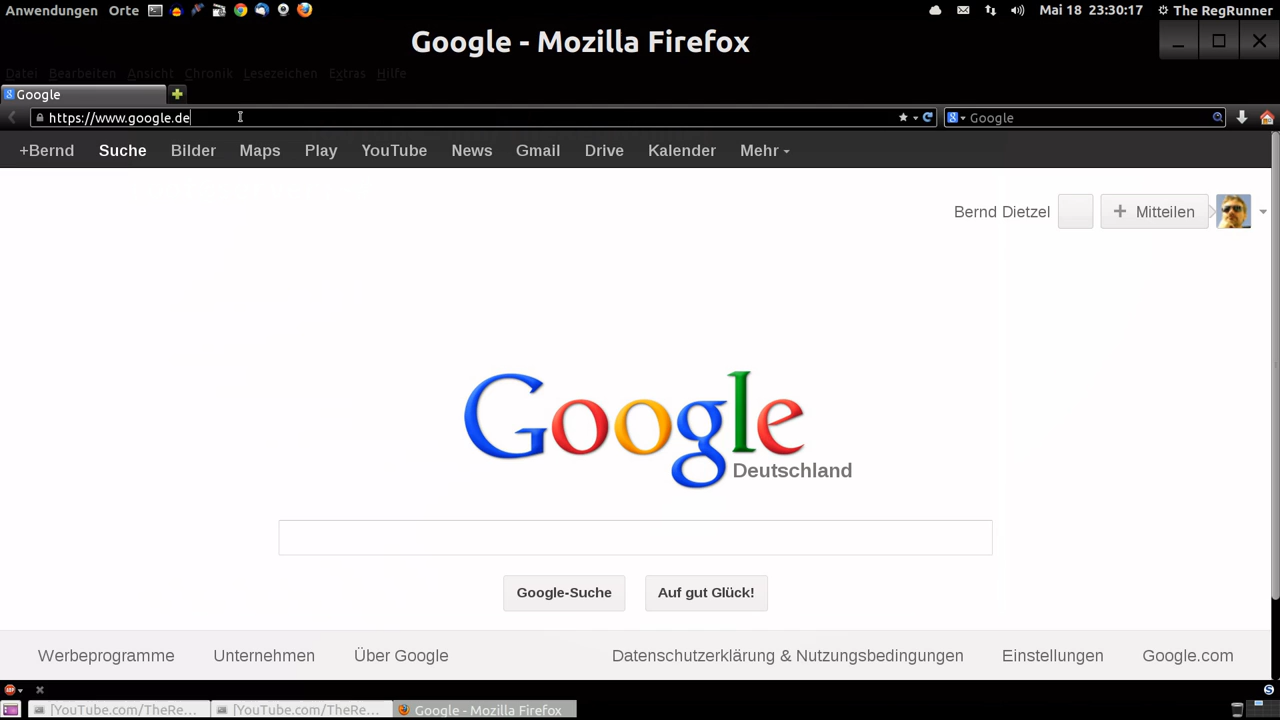 Anwendungen Orte Mai 18 23:30:17 The RegRunner
Google - Mozilla Firefox
Datei Bearbeiten Ansicht Chronik Lesezeichen Extras Hilfe
Google
https://www.google.de Google
+Bernd Suche Bilder Maps Play YouTube News Gmail Drive Kalender Mehr
Bernd Dietzel + Mitteilen
Google
Deutschland
Google-Suche Auf gut Glück!
Werbeprogramme Unternehmen Über Google Datenschutzerklärung & Nutzungsbedingungen Einstellungen Google.com
[YouTube.com/TheRe... [YouTube.com/TheRe... Google - Mozilla Firefox